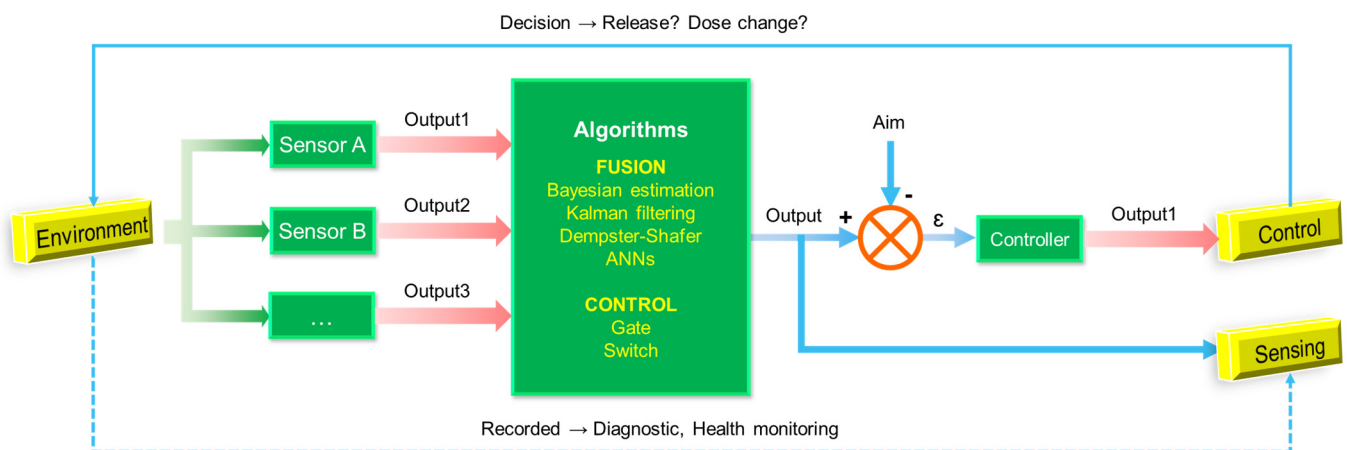 Decision → Release? Dose change?
Environment
Sensor A
Sensor B
...
Output1
Output2
Output3
Algorithms
FUSION
Bayesian estimation
Kalman filtering
Dempster-Shafer
ANNs
CONTROL
Gate
Switch
Output
+
Aim
-
ε
Controller
Output1
Control
Sensing
Recorded → Diagnostic, Health monitoring